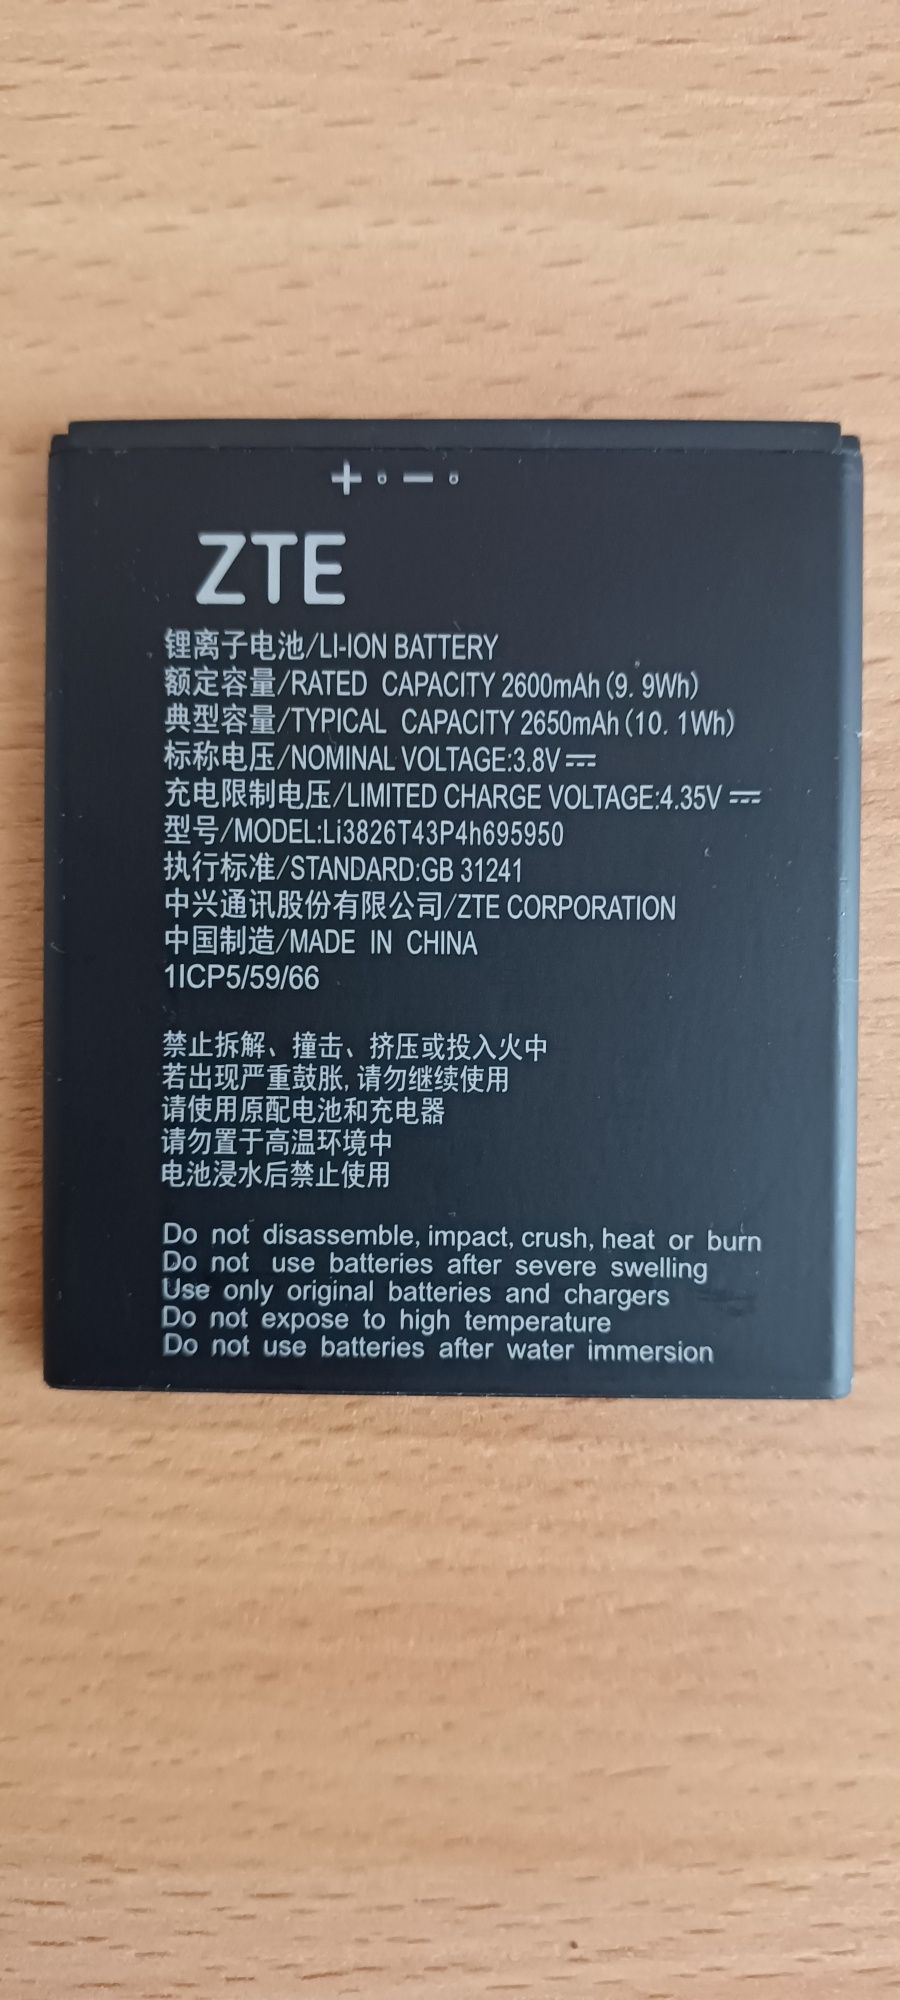 + ◦ − ◦
ZTE
锂离子电池/LI-ION BATTERY
额定容量/RATED CAPACITY 2600mAh(9.9Wh)
典型容量/TYPICAL CAPACITY 2650mAh(10.1Wh)
标称电压/NOMINAL VOLTAGE:3.8V⎓
充电限制电压/LIMITED CHARGE VOLTAGE:4.35V⎓
型号/MODEL:Li3826T43P4h695950
执行标准/STANDARD:GB 31241
中兴通讯股份有限公司/ZTE CORPORATION
中国制造/MADE IN CHINA
1ICP5/59/66
禁止拆解、撞击、挤压或投入火中
若出现严重鼓胀,请勿继续使用
请使用原配电池和充电器
请勿置于高温环境中
电池浸水后禁止使用
Do not disassemble, impact, crush, heat or burn
Do not use batteries after severe swelling
Use only original batteries and chargers
Do not expose to high temperature
Do not use batteries after water immersion